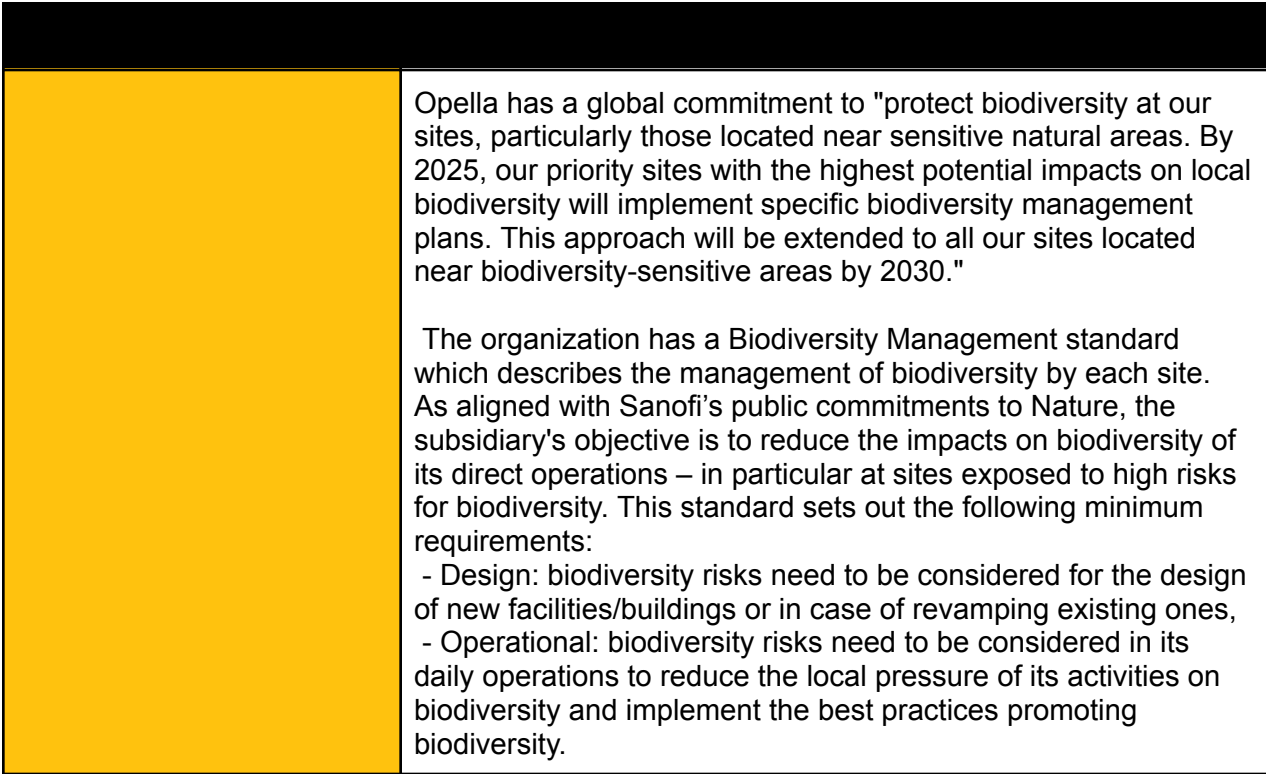 Opella has a global commitment to "protect biodiversity at our
sites, particularly those located near sensitive natural areas. By
2025, our priority sites with the highest potential impacts on local
biodiversity will implement specific biodiversity management
plans. This approach will be extended to all our sites located
near biodiversity-sensitive areas by 2030."
The organization has a Biodiversity Management standard
which describes the management of biodiversity by each site.
As aligned with Sanofi’s public commitments to Nature, the
subsidiary's objective is to reduce the impacts on biodiversity of
its direct operations – in particular at sites exposed to high risks
for biodiversity. This standard sets out the following minimum
requirements:
- Design: biodiversity risks need to be considered for the design
of new facilities/buildings or in case of revamping existing ones,
- Operational: biodiversity risks need to be considered in its
daily operations to reduce the local pressure of its activities on
biodiversity and implement the best practices promoting
biodiversity.